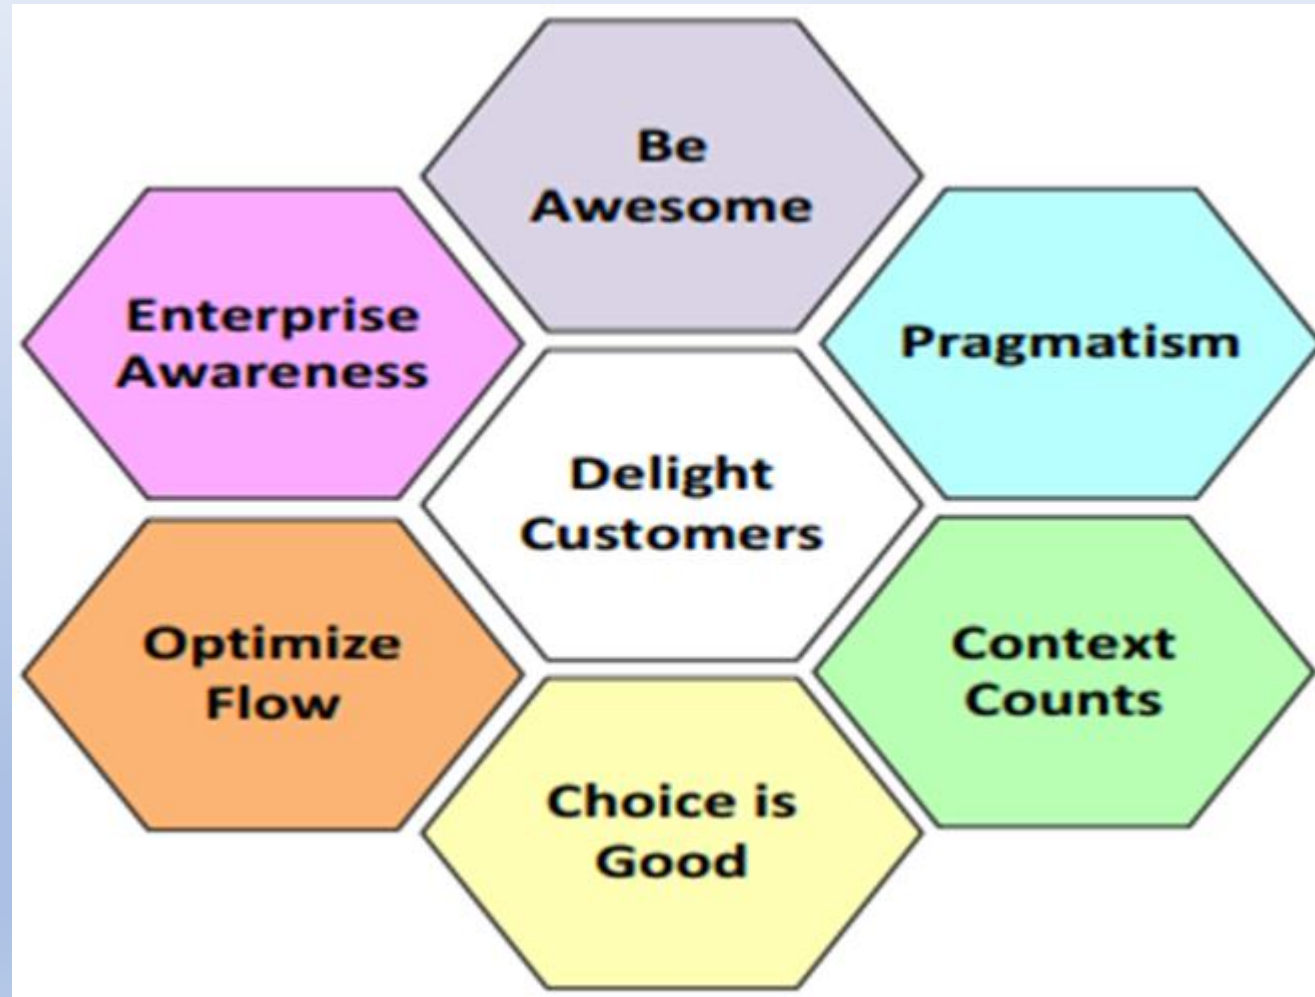 Be
Awesome
Enterprise
Awareness
Pragmatism
Delight
Customers
Optimize
Flow
Context
Counts
Choice is
Good